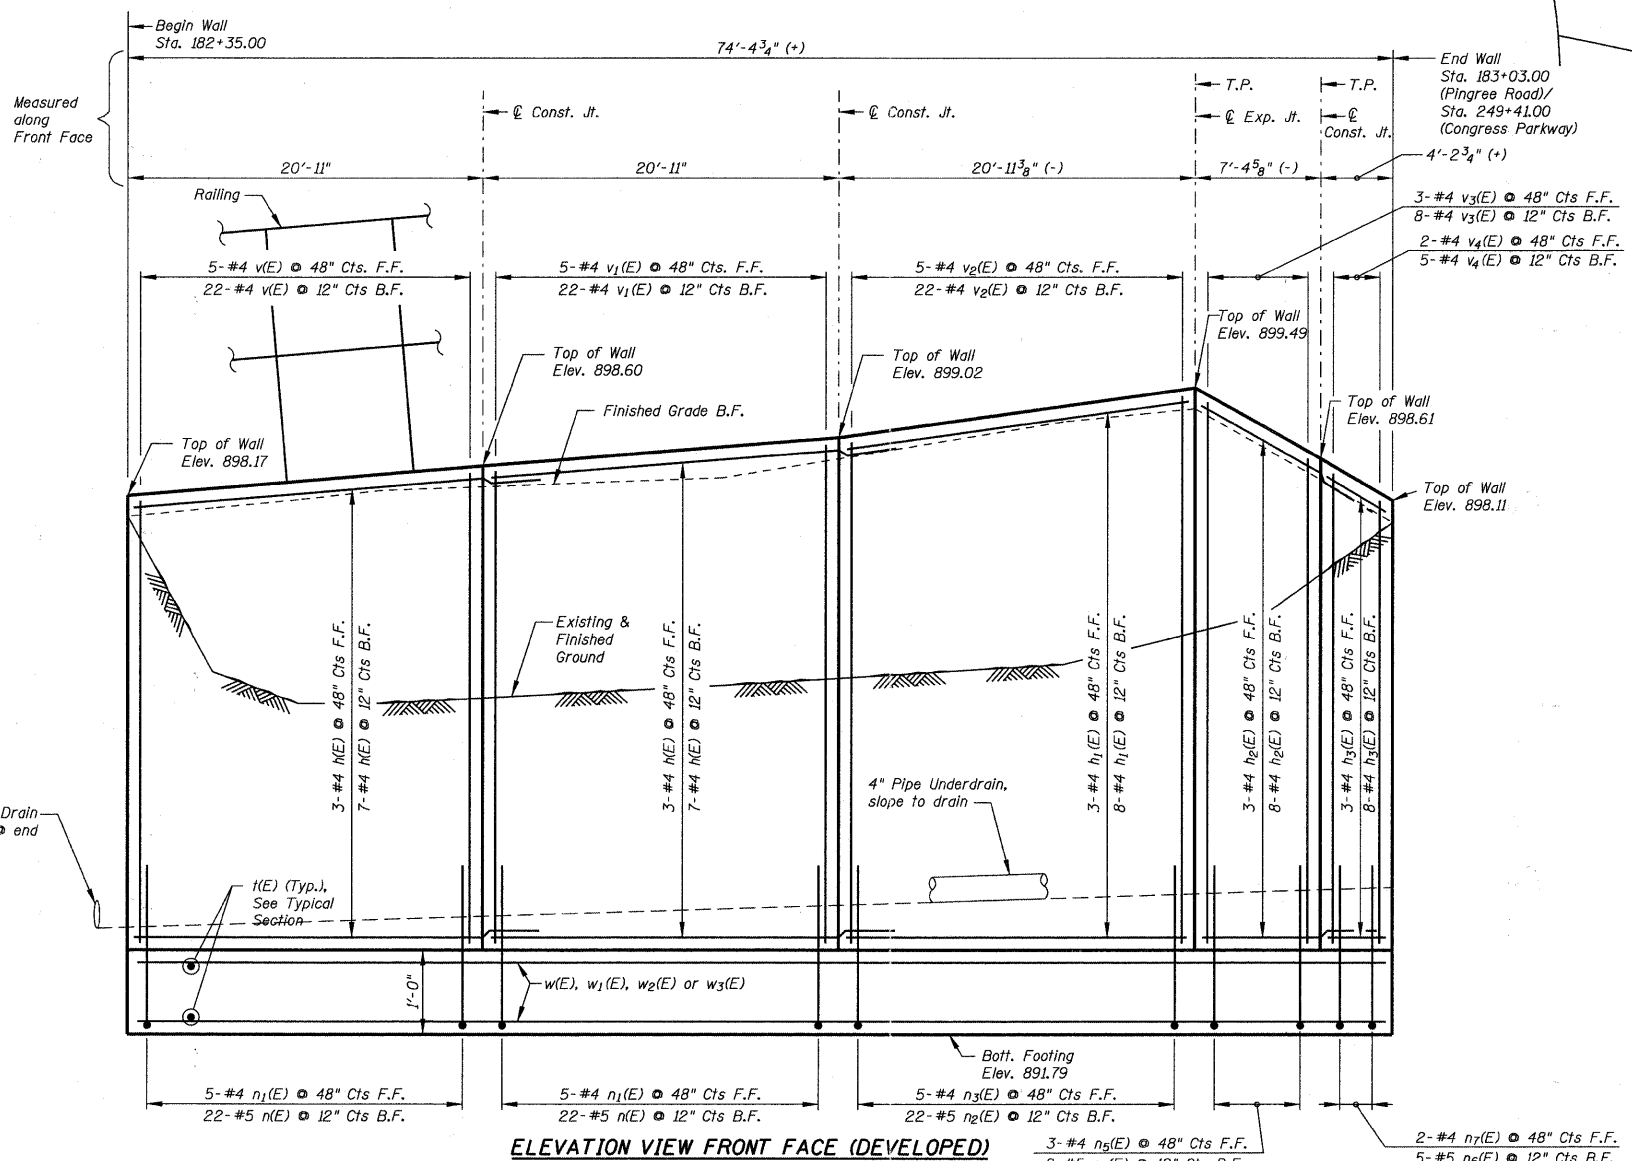 Begin Wall
Sta. 182+35.00
74'-4¾" (+)
End Wall
Sta. 183+03.00
(Pingree Road)/
Sta. 249+41.00
(Congress Parkway)
Measured
along
Front Face
℄ Const. Jt.
℄ Const. Jt.
T.P.
℄ Exp. Jt.
T.P.
℄
Const. Jt.
20'-11"
20'-11"
20'-11⅜" (-)
7'-4⅝" (-)
4'-2¾" (+)
Railing
3-#4 v3(E) @ 48" Cts F.F.
8-#4 v3(E) @ 12" Cts B.F.
2-#4 v4(E) @ 48" Cts F.F.
5-#4 v4(E) @ 12" Cts B.F.
5-#4 v(E) @ 48" Cts. F.F.
22-#4 v(E) @ 12" Cts B.F.
5-#4 v1(E) @ 48" Cts. F.F.
22-#4 v1(E) @ 12" Cts B.F.
5-#4 v2(E) @ 48" Cts. F.F.
22-#4 v2(E) @ 12" Cts B.F.
Top of Wall
Elev. 899.49
Top of Wall
Elev. 898.60
Top of Wall
Elev. 899.02
Finished Grade B.F.
Top of Wall
Elev. 898.61
Top of Wall
Elev. 898.17
Top of Wall
Elev. 898.11
Existing &
Finished
Ground
3-#4 h(E) @ 48" Cts F.F.
7-#4 h(E) @ 12" Cts B.F.
3-#4 h(E) @ 48" Cts F.F.
7-#4 h(E) @ 12" Cts B.F.
3-#4 h1(E) @ 48" Cts F.F.
8-#4 h1(E) @ 12" Cts B.F.
3-#4 h2(E) @ 48" Cts F.F.
8-#4 h2(E) @ 12" Cts B.F.
3-#4 h3(E) @ 48" Cts F.F.
8-#4 h3(E) @ 12" Cts B.F.
4" Pipe Underdrain,
slope to drain
Drain
@ end
t(E) (Typ.),
See Typical
Section
1'-0"
w(E), w1(E), w2(E) or w3(E)
Bott. Footing
Elev. 891.79
5-#4 n1(E) @ 48" Cts F.F.
22-#5 n(E) @ 12" Cts B.F.
5-#4 n1(E) @ 48" Cts F.F.
22-#5 n(E) @ 12" Cts B.F.
5-#4 n3(E) @ 48" Cts F.F.
22-#5 n2(E) @ 12" Cts B.F.
ELEVATION VIEW FRONT FACE (DEVELOPED)
3-#4 n5(E) @ 48" Cts F.F.
2-#4 n7(E) @ 48" Cts F.F.
5-#5 n6(E) @ 12" Cts B.F.